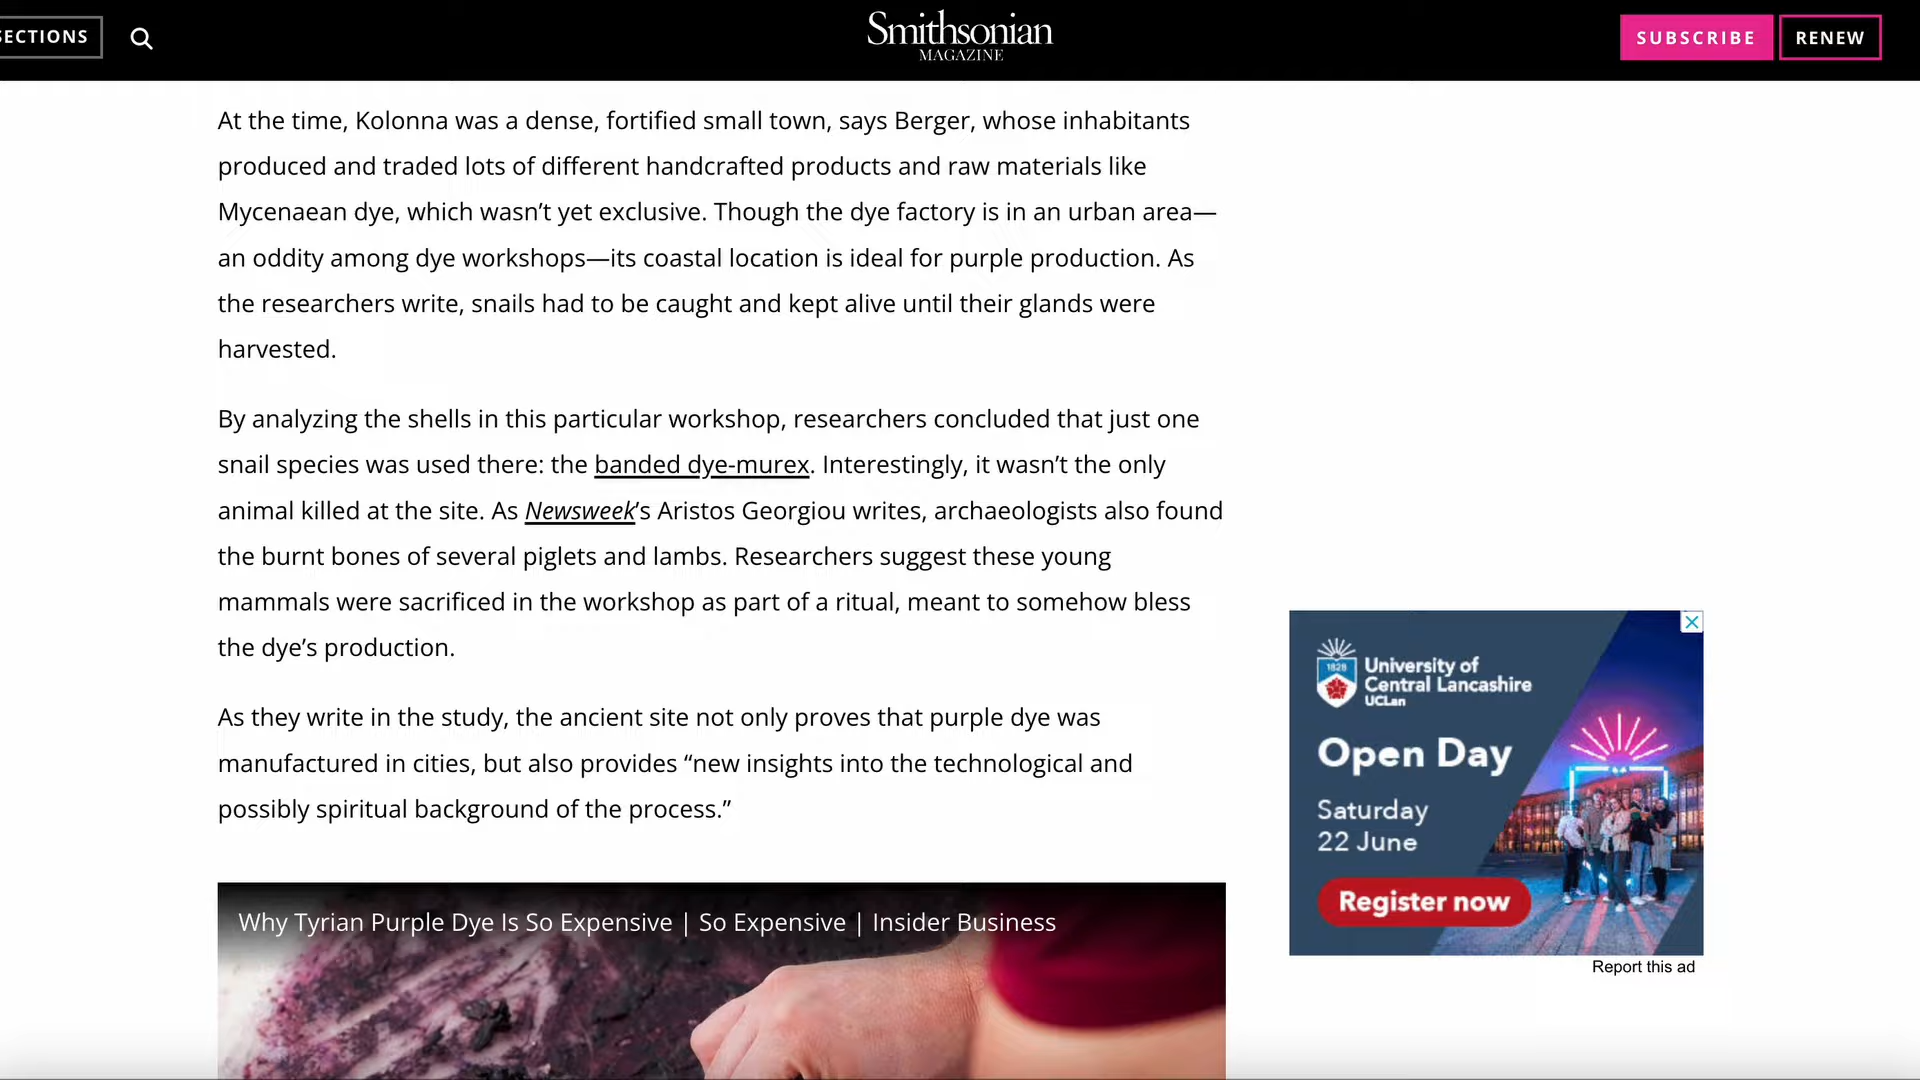 SECTIONS
Smithsonian
MAGAZINE
SUBSCRIBE
RENEW
At the time, Kolonna was a dense, fortified small town, says Berger, whose inhabitants
produced and traded lots of different handcrafted products and raw materials like
Mycenaean dye, which wasn’t yet exclusive. Though the dye factory is in an urban area—
an oddity among dye workshops—its coastal location is ideal for purple production. As
the researchers write, snails had to be caught and kept alive until their glands were
harvested.
By analyzing the shells in this particular workshop, researchers concluded that just one
snail species was used there: the banded dye-murex. Interestingly, it wasn’t the only
animal killed at the site. As Newsweek’s Aristos Georgiou writes, archaeologists also found
the burnt bones of several piglets and lambs. Researchers suggest these young
mammals were sacrificed in the workshop as part of a ritual, meant to somehow bless
the dye’s production.
As they write in the study, the ancient site not only proves that purple dye was
manufactured in cities, but also provides “new insights into the technological and
possibly spiritual background of the process.”
Why Tyrian Purple Dye Is So Expensive | So Expensive | Insider Business
1828
University of
Central Lancashire
UCLan
Open Day
Saturday
22 June
Register now
Report this ad